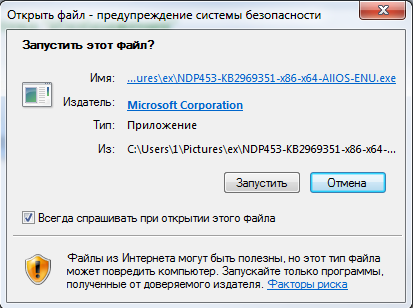 Открыть файл - предупреждение системы безопасности
Запустить этот файл?
Имя: ...ures\ex\NDP453-KB2969351-x86-x64-AllOS-ENU.exe
Издатель: Microsoft Corporation
Тип: Приложение
Из: C:\Users\1\Pictures\ex\NDP453-KB2969351-x86-x64-...
Запустить Отмена
Всегда спрашивать при открытии этого файла
Файлы из Интернета могут быть полезны, но этот тип файла
может повредить компьютер. Запускайте только программы,
полученные от доверяемого издателя. Факторы риска